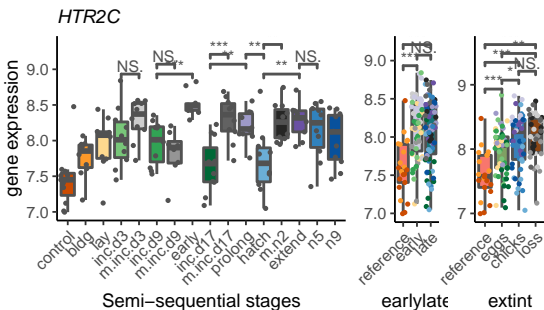 HTR2C
gene expression
9.0
8.5
8.0
7.5
7.0
NS.
NS.
**
***
**
**
*
**
**
NS.
control
bldg
lay
inc.d3
m.inc.d3
inc.d9
m.inc.d9
early
inc.d17
m.inc.d17
prolong
hatch
m.n2
extend
n5
n9
Semi−sequential stages
9.0
8.5
8.0
7.5
7.0
***
NS.
reference
early
late
earlylate
9
8
7
**
***
NS.
***
*
reference
eggs
chicks
loss
extint